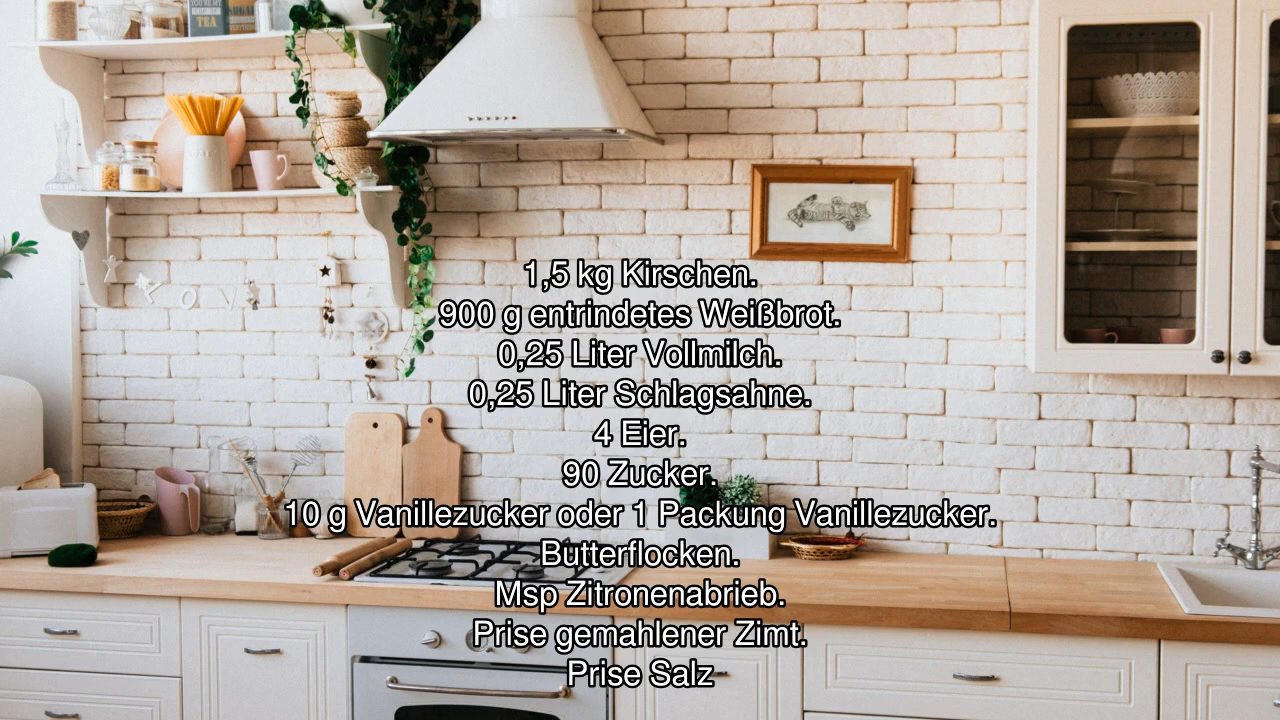 TEA
1,5 kg Kirschen.
900 g entrindetes Weißbrot.
0,25 Liter Vollmilch.
0,25 Liter Schlagsahne.
4 Eier.
90 Zucker.
10 g Vanillezucker oder 1 Packung Vanillezucker.
Butterflocken.
Msp Zitronenabrieb.
Prise gemahlener Zimt.
Prise Salz